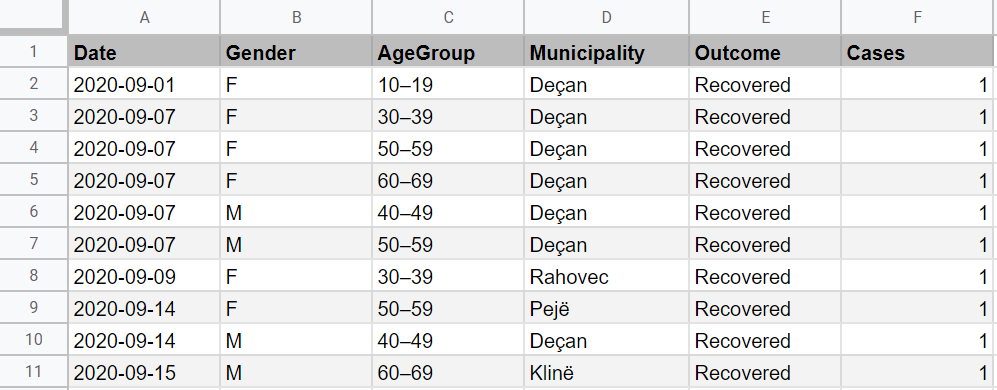 A B C D E F
1 Date Gender AgeGroup Municipality Outcome Cases
2 2020-09-01 F 10–19 Deçan Recovered 1
3 2020-09-07 F 30–39 Deçan Recovered 1
4 2020-09-07 F 50–59 Deçan Recovered 1
5 2020-09-07 F 60–69 Deçan Recovered 1
6 2020-09-07 M 40–49 Deçan Recovered 1
7 2020-09-07 M 50–59 Deçan Recovered 1
8 2020-09-09 F 30–39 Rahovec Recovered 1
9 2020-09-14 F 50–59 Pejë Recovered 1
10 2020-09-14 M 40–49 Deçan Recovered 1
11 2020-09-15 M 60–69 Klinë Recovered 1